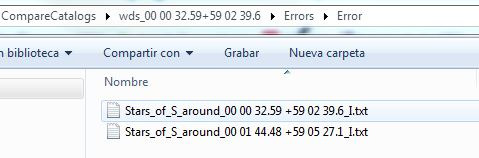 CompareCatalogs ▸ wds_00 00 32.59+59 02 39.6 ▸ Errors ▸ Error
n biblioteca Compartir con Grabar Nueva carpeta
Nombre
Stars_of_S_around_00 00 32.59 +59 02 39.6_I.txt
Stars_of_S_around_00 01 44.48 +59 05 27.1_I.txt